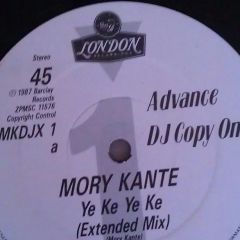 LONDON
Stereo
45
℗ 1987 Barclay
Records
ZPMSC 11576
Copyright Control
MKDJX 1
a
1
Advance
DJ Copy On
MORY KANTE
Ye Ke Ye Ke
(Extended Mix)
(Mory Kante)